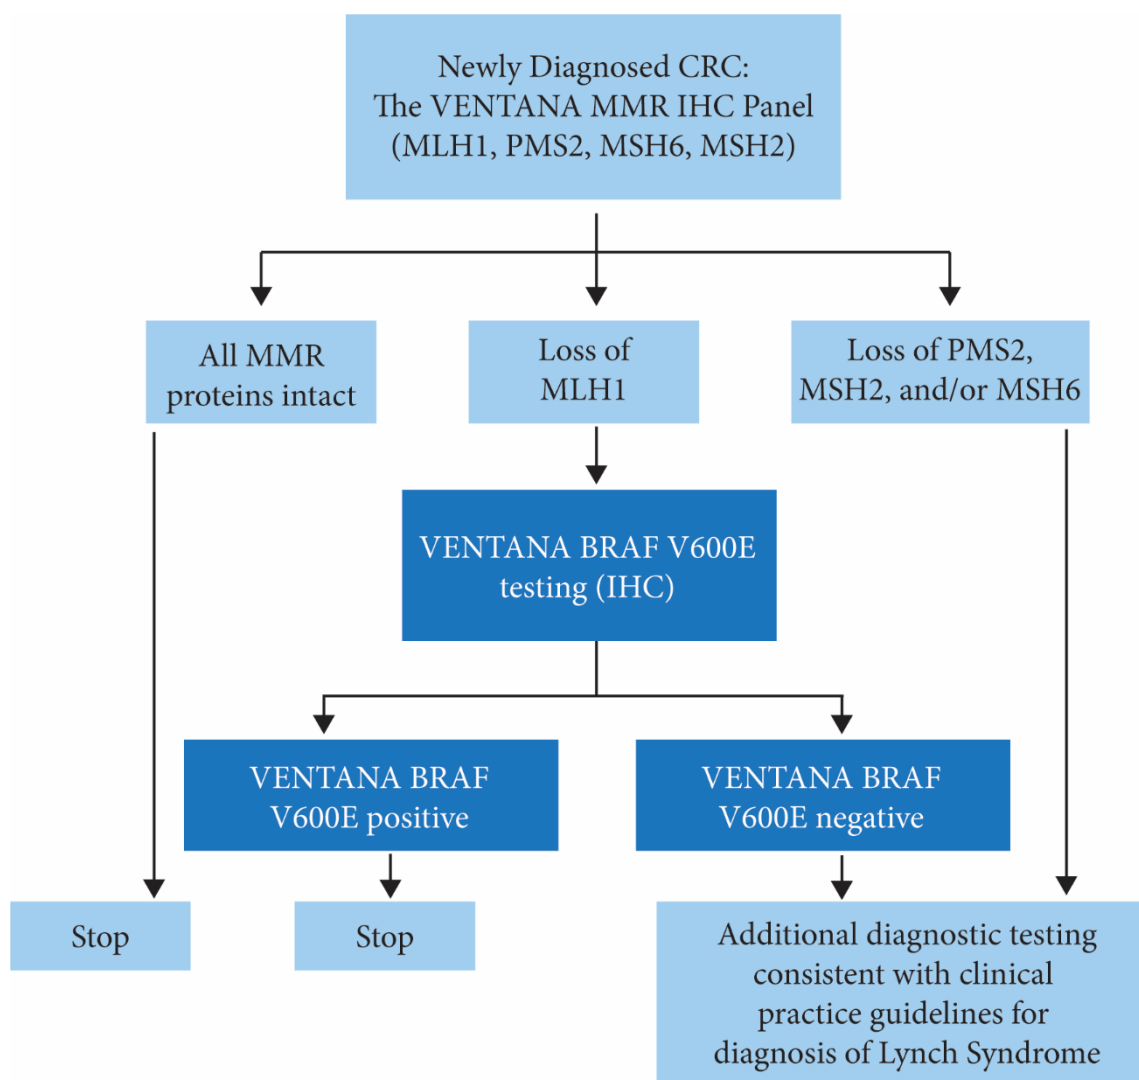 Newly Diagnosed CRC:
The VENTANA MMR IHC Panel
(MLH1, PMS2, MSH6, MSH2)
All MMR
proteins intact
Loss of
MLH1
Loss of PMS2,
MSH2, and/or MSH6
VENTANA BRAF V600E
testing (IHC)
VENTANA BRAF
V600E positive
VENTANA BRAF
V600E negative
Stop
Stop
Additional diagnostic testing
consistent with clinical
practice guidelines for
diagnosis of Lynch Syndrome